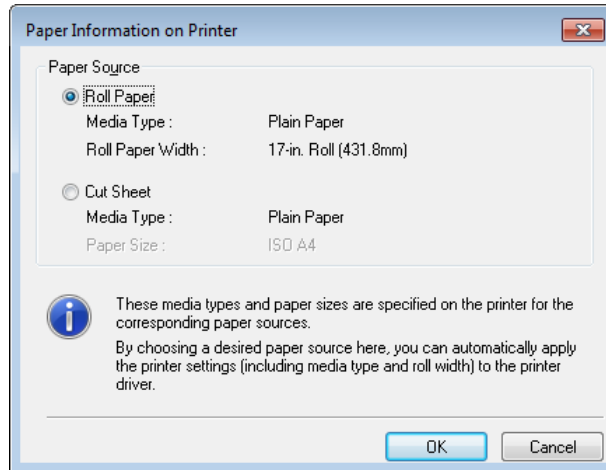 Paper Information on Printer
Paper Source
Roll Paper
Media Type : Plain Paper
Roll Paper Width : 17-in. Roll (431.8mm)
Cut Sheet
Media Type : Plain Paper
Paper Size : ISO A4
These media types and paper sizes are specified on the printer for the
corresponding paper sources.
By choosing a desired paper source here, you can automatically apply
the printer settings (including media type and roll width) to the printer
driver.
OK Cancel